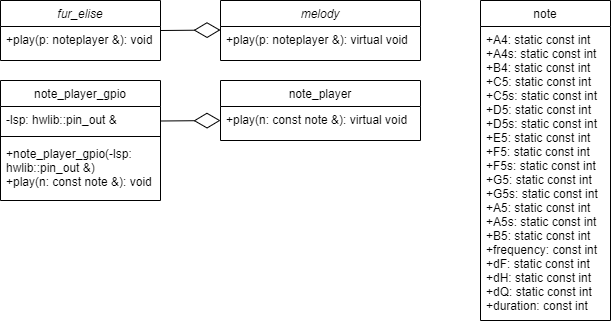 fur_elise
+play(p: noteplayer &): void
melody
+play(p: noteplayer &): virtual void
note_player_gpio
-lsp: hwlib::pin_out &
+note_player_gpio(-lsp:
hwlib::pin_out &)
+play(n: const note &): void
note_player
+play(n: const note &): virtual void
note
+A4: static const int
+A4s: static const int
+B4: static const int
+C5: static const int
+C5s: static const int
+D5: static const int
+D5s: static const int
+E5: static const int
+F5: static const int
+F5s: static const int
+G5: static const int
+G5s: static const int
+A5: static const int
+A5s: static const int
+B5: static const int
+frequency: const int
+dF: static const int
+dH: static const int
+dQ: static const int
+duration: const int